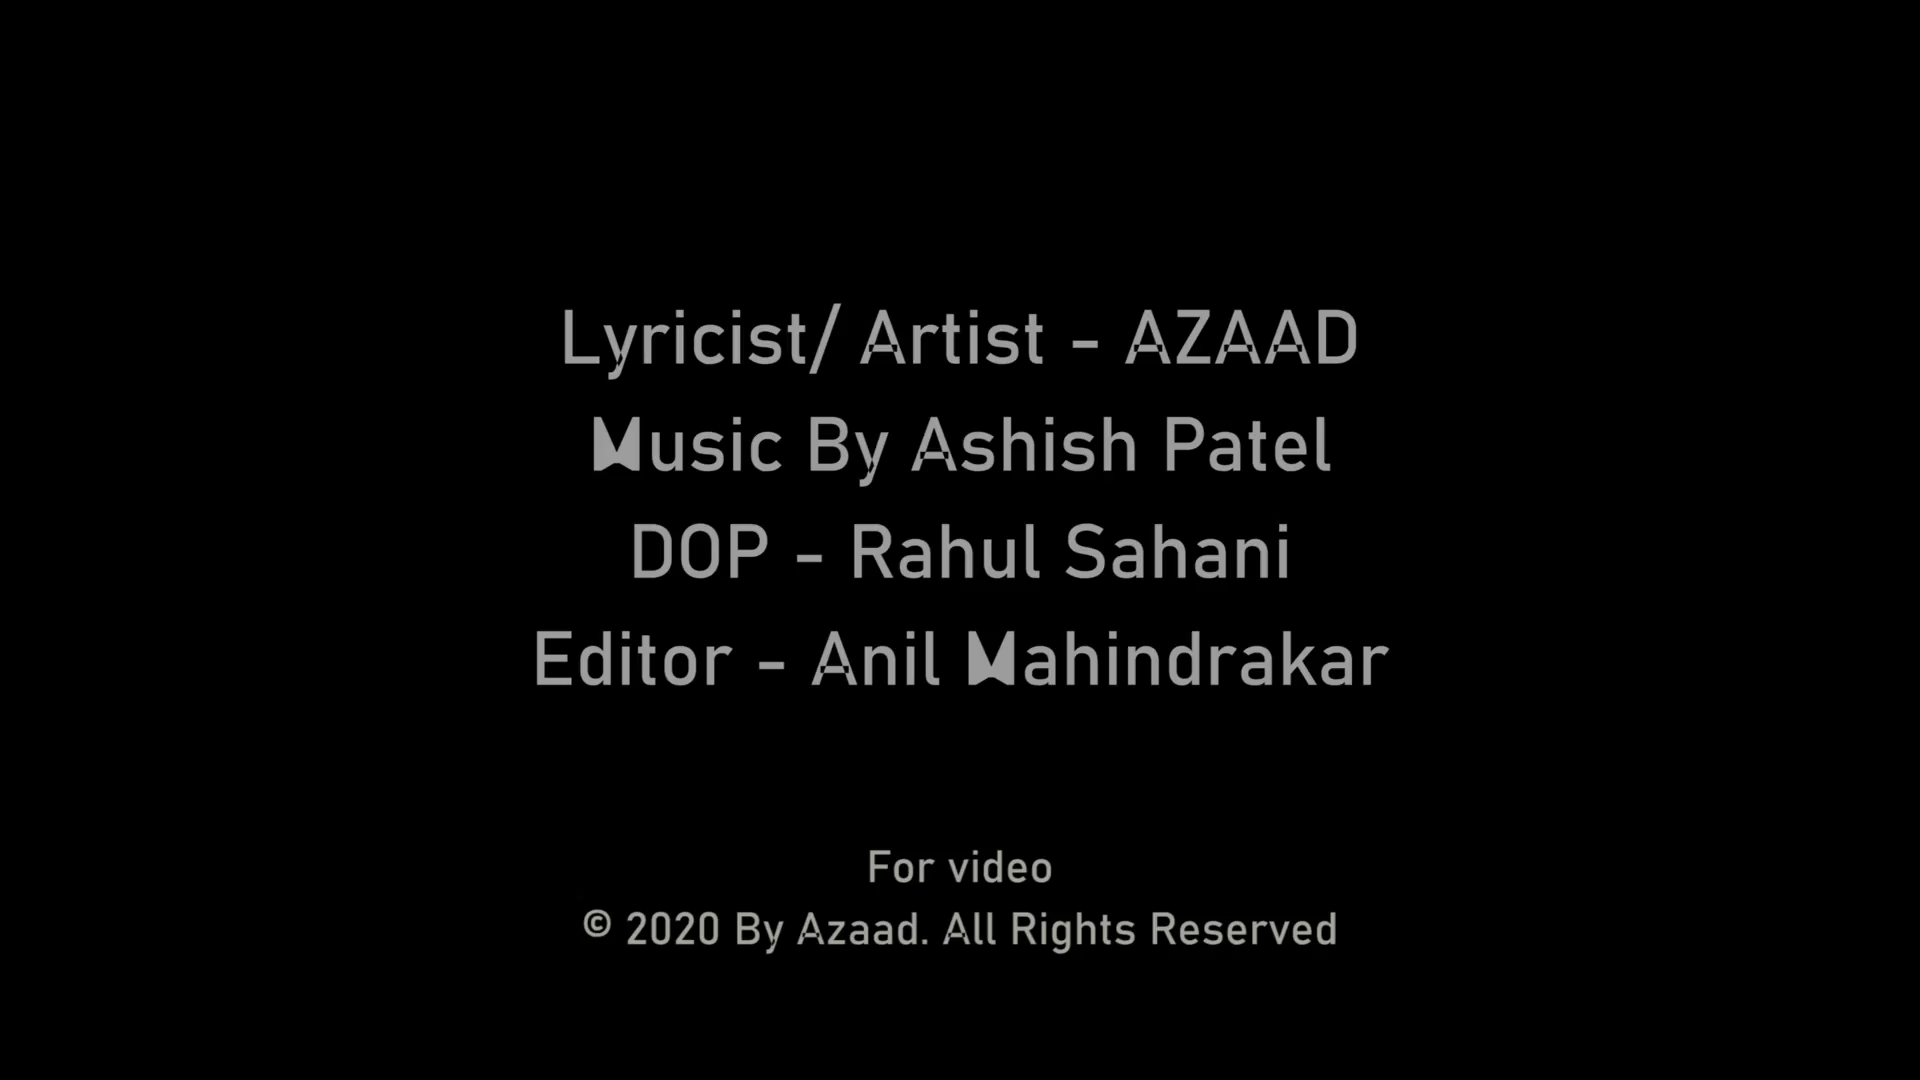 Lyricist/ Artist - AZAAD
Music By Ashish Patel
DOP - Rahul Sahani
Editor - Anil Mahindrakar
For video
© 2020 By Azaad. All Rights Reserved